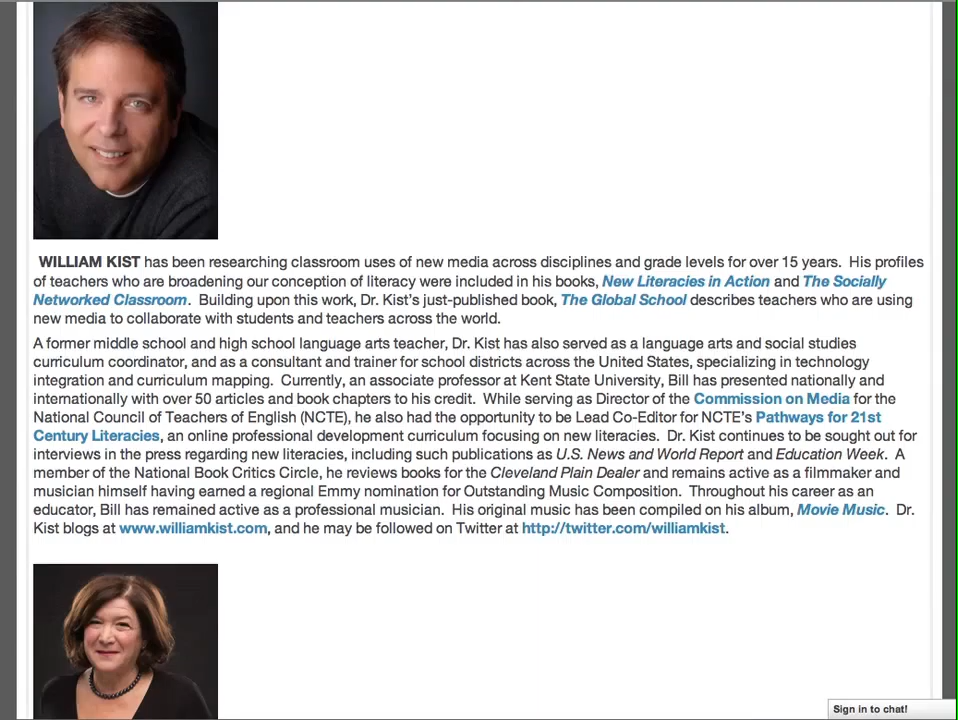 WILLIAM KIST has been researching classroom uses of new media across disciplines and grade levels for over 15 years.  His profiles
of teachers who are broadening our conception of literacy were included in his books, New Literacies in Action and The Socially
Networked Classroom.  Building upon this work, Dr. Kist’s just-published book, The Global School describes teachers who are using
new media to collaborate with students and teachers across the world.
A former middle school and high school language arts teacher, Dr. Kist has also served as a language arts and social studies
curriculum coordinator, and as a consultant and trainer for school districts across the United States, specializing in technology
integration and curriculum mapping.  Currently, an associate professor at Kent State University, Bill has presented nationally and
internationally with over 50 articles and book chapters to his credit.  While serving as Director of the Commission on Media for the
National Council of Teachers of English (NCTE), he also had the opportunity to be Lead Co-Editor for NCTE’s Pathways for 21st
Century Literacies, an online professional development curriculum focusing on new literacies.  Dr. Kist continues to be sought out for
interviews in the press regarding new literacies, including such publications as U.S. News and World Report and Education Week.  A
member of the National Book Critics Circle, he reviews books for the Cleveland Plain Dealer and remains active as a filmmaker and
musician himself having earned a regional Emmy nomination for Outstanding Music Composition.  Throughout his career as an
educator, Bill has remained active as a professional musician.  His original music has been compiled on his album, Movie Music.  Dr.
Kist blogs at www.williamkist.com, and he may be followed on Twitter at http://twitter.com/williamkist.
Sign in to chat!